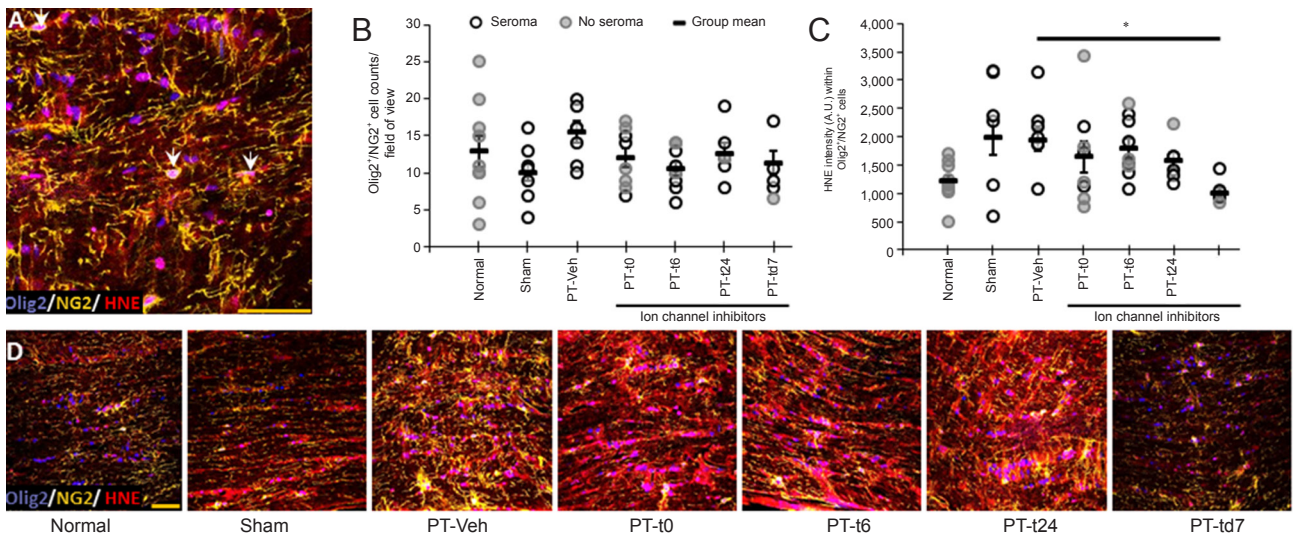 A
Olig2/NG2/ HNE
B
Seroma
No seroma
Group mean
Olig2⁺/NG2⁺ cell counts/
field of view
30
25
20
15
10
5
0
Normal
Sham
PT-Veh
PT-t0
PT-t6
PT-t24
PT-td7
Ion channel inhibitors
C
*
HNE intensity (A.U.) within
Olig2⁺/NG2⁺ cells
4,000
3,500
3,000
2,500
2,000
1,500
1,000
500
0
Normal
Sham
PT-Veh
PT-t0
PT-t6
PT-t24
Ion channel inhibitors
D
Olig2/NG2/ HNE
Normal
Sham
PT-Veh
PT-t0
PT-t6
PT-t24
PT-td7